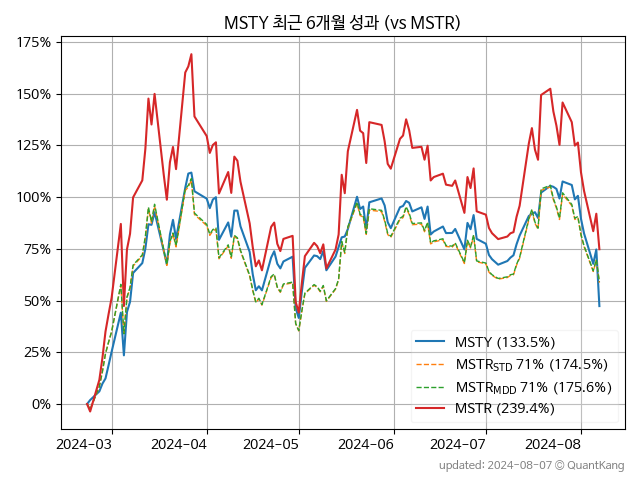 MSTY 최근 6개월 성과 (vs MSTR)
175%
150%
125%
100%
75%
50%
25%
0%
MSTY (133.5%)
MSTR_STD 71% (174.5%)
MSTR_MDD 71% (175.6%)
MSTR (239.4%)
2024-03 2024-04 2024-05 2024-06 2024-07 2024-08
updated: 2024-08-07 © QuantKang